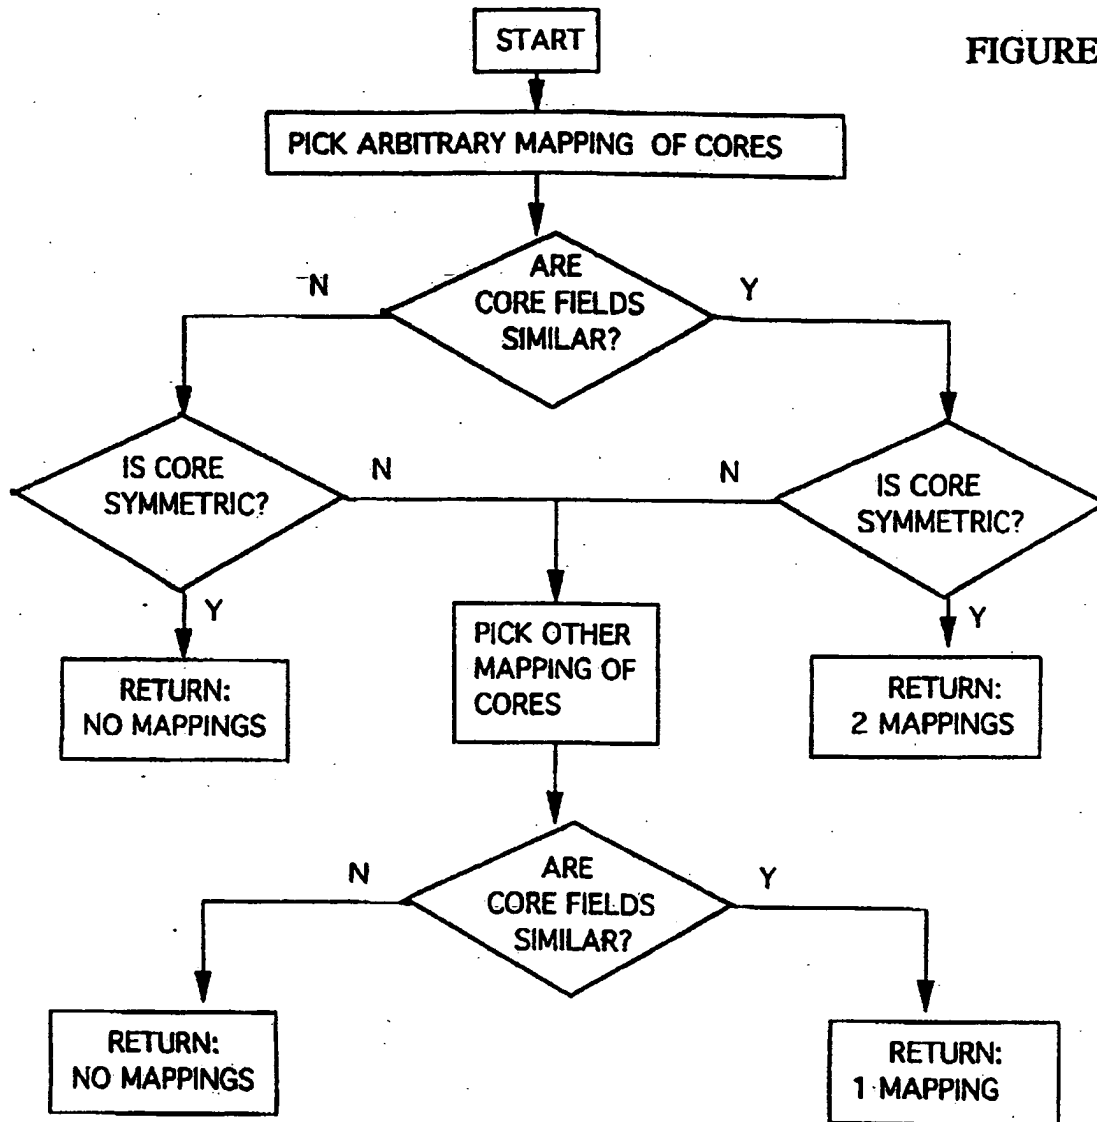 START
FIGURE
PICK ARBITRARY MAPPING OF CORES
ARE
CORE FIELDS
SIMILAR?
N
Y
IS CORE
SYMMETRIC?
N
N
IS CORE
SYMMETRIC?
Y
Y
RETURN:
NO MAPPINGS
PICK OTHER
MAPPING OF
CORES
RETURN:
2 MAPPINGS
ARE
CORE FIELDS
SIMILAR?
N
Y
RETURN:
NO MAPPINGS
RETURN:
1 MAPPING